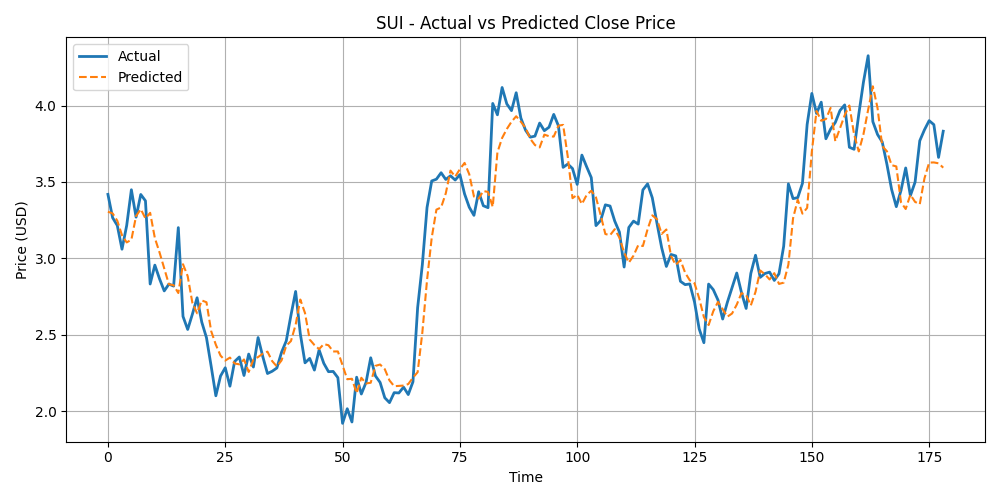 SUI - Actual vs Predicted Close Price
Actual
Predicted
Price (USD)
4.0
3.5
3.0
2.5
2.0
0 25 50 75 100 125 150 175
Time